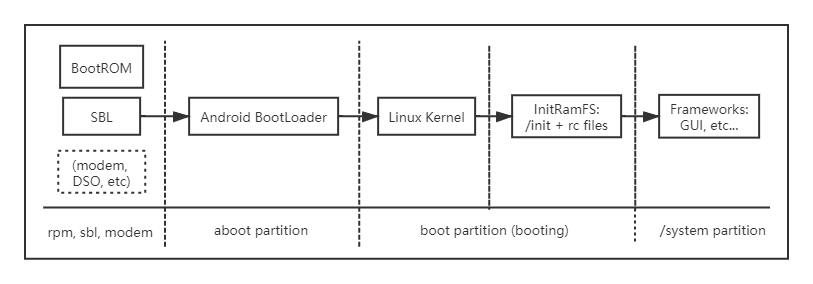 BootROM
SBL
(modem,
DSO, etc)
Android BootLoader
Linux Kernel
InitRamFS:
/init + rc files
Frameworks:
GUI, etc...
rpm, sbl, modem
aboot partition
boot partition (booting)
/system partition